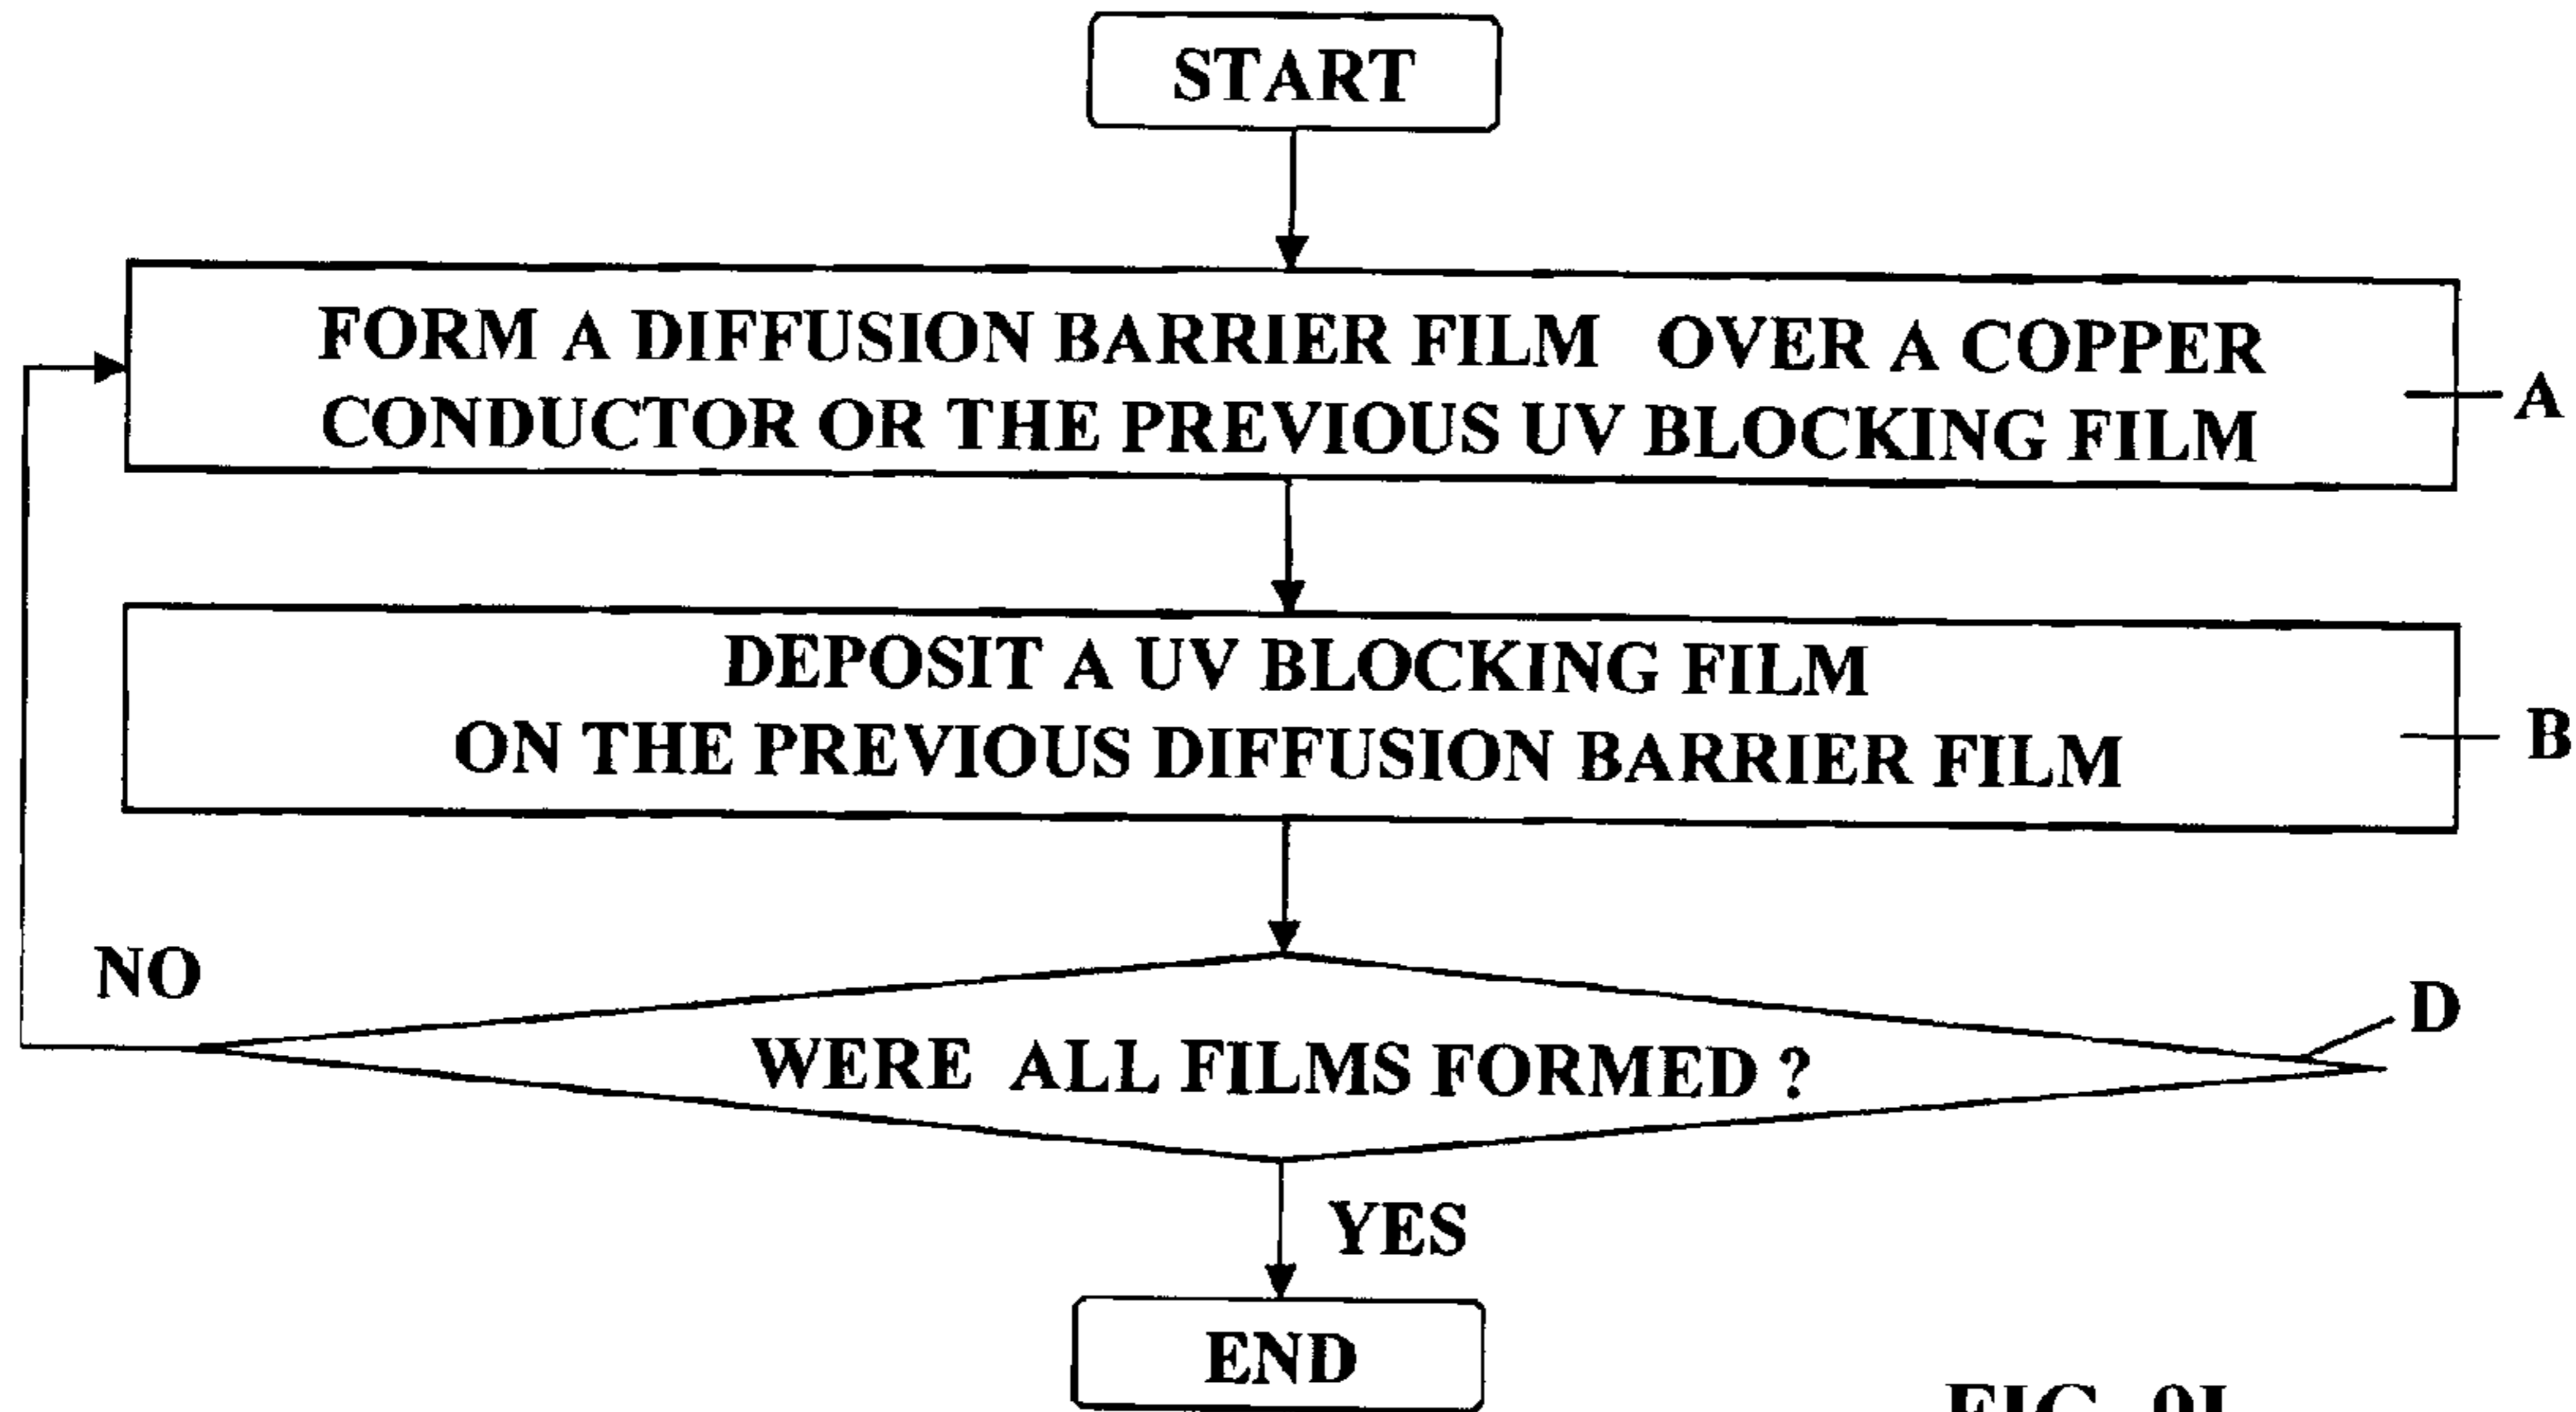 START
FORM A DIFFUSION BARRIER FILM OVER A COPPER
CONDUCTOR OR THE PREVIOUS UV BLOCKING FILM
A
DEPOSIT A UV BLOCKING FILM
ON THE PREVIOUS DIFFUSION BARRIER FILM
B
NO
D
WERE ALL FILMS FORMED ?
YES
END
FIG.